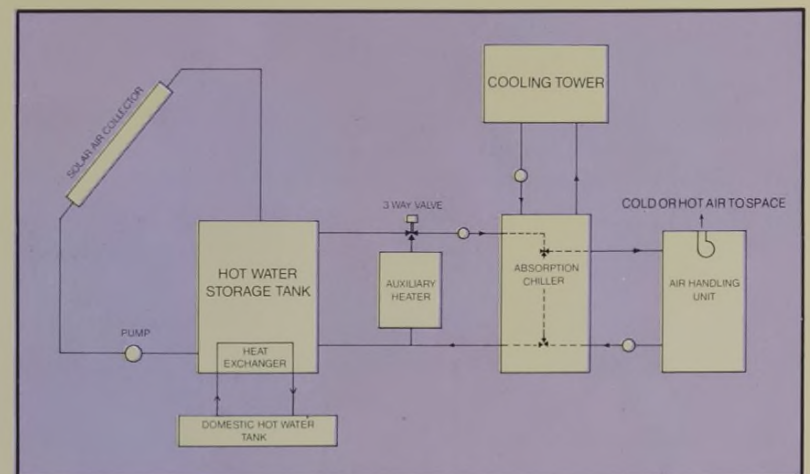 SOLAR AIR COLLECTOR
COOLING TOWER
3 WAY VALVE
COLD OR HOT AIR TO SPACE
HOT WATER
STORAGE TANK
AUXILIARY
HEATER
ABSORPTION
CHILLER
AIR HANDLING
UNIT
PUMP
HEAT
EXCHANGER
DOMESTIC HOT WATER
TANK